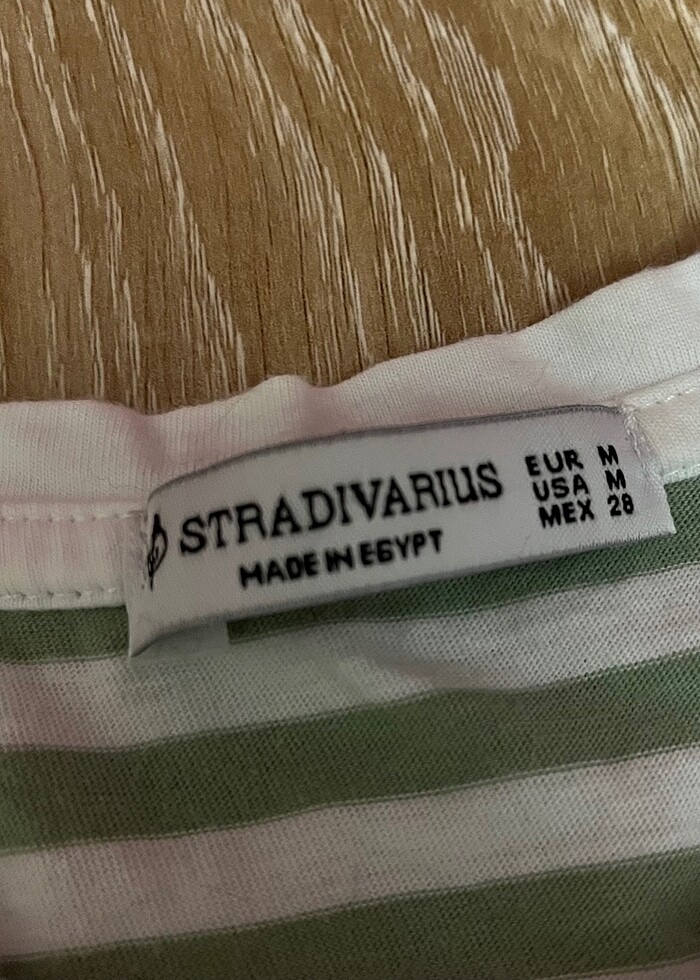 STRADIVARIUS
MADE IN EGYPT
EUR M
USA M
MEX 28